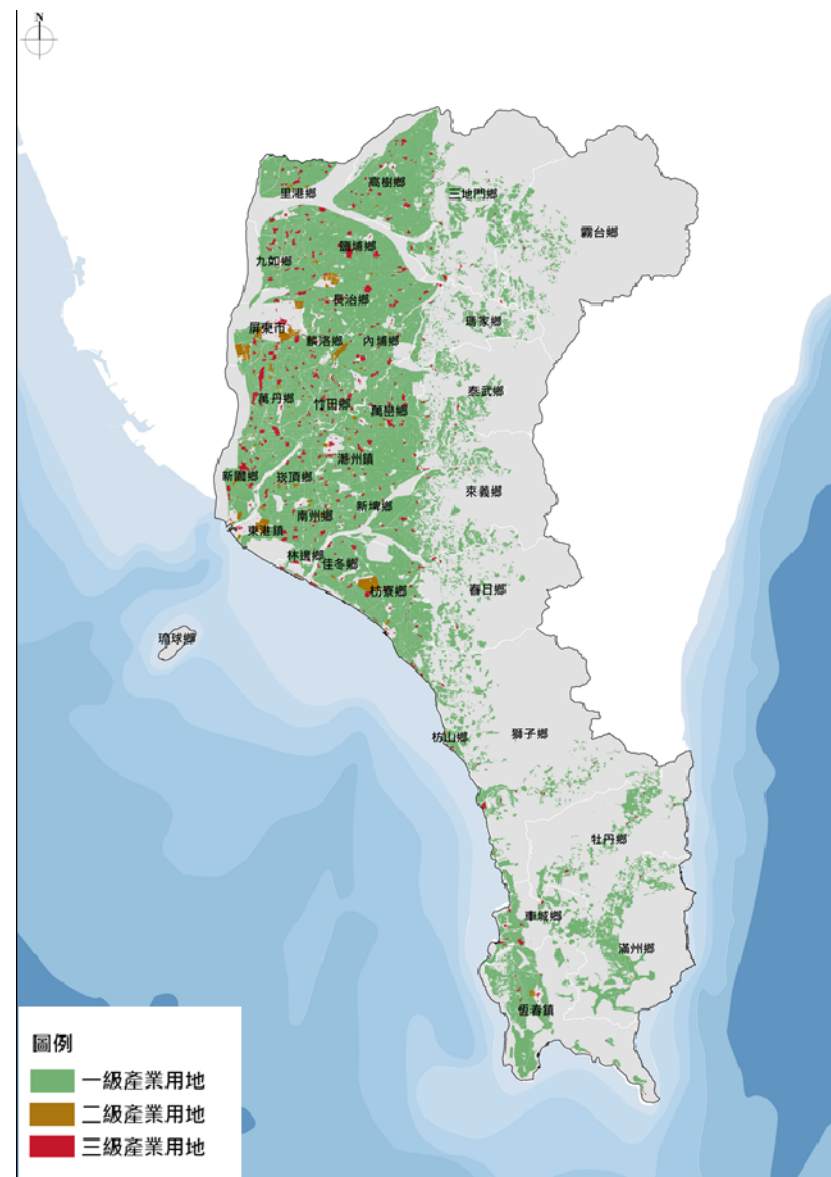 N
高樹鄉
里港鄉
三地門鄉
霧台鄉
鹽埔鄉
九如鄉
長治鄉
瑪家鄉
屏東市
麟洛鄉
內埔鄉
泰武鄉
萬丹鄉
竹田鄉
萬巒鄉
潮州鎮
新園鄉
崁頂鄉
來義鄉
新埤鄉
南州鄉
東港鎮
林邊鄉
佳冬鄉
枋寮鄉
春日鄉
琉球鄉
枋山鄉
獅子鄉
牡丹鄉
車城鄉
滿州鄉
恆春鎮
圖例
一級產業用地
二級產業用地
三級產業用地